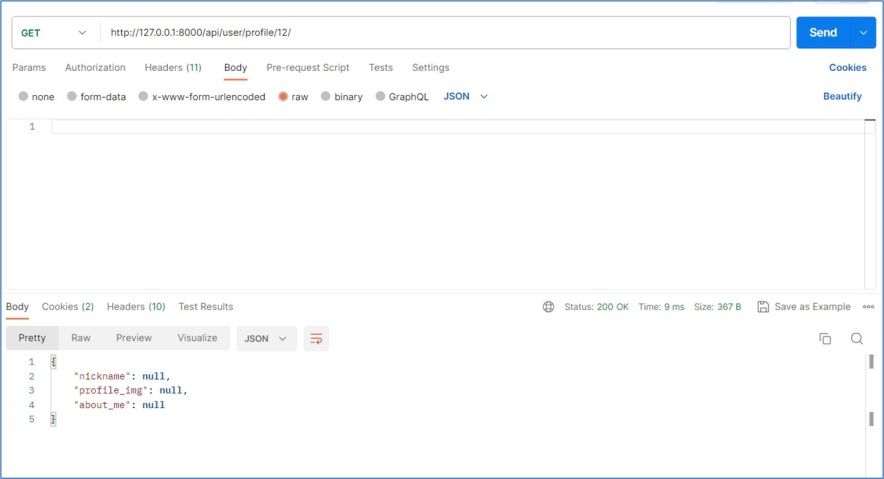 GET http://127.0.0.1:8000/api/user/profile/12/ Send
Params Authorization Headers (11) Body Pre-request Script Tests Settings Cookies
none form-data x-www-form-urlencoded raw binary GraphQL JSON Beautify
1
Body Cookies (2) Headers (10) Test Results Status: 200 OK Time: 9 ms Size: 367 B Save as Example
Pretty Raw Preview Visualize JSON
1 {
2 "nickname": null,
3 "profile_img": null,
4 "about_me": null
5 }